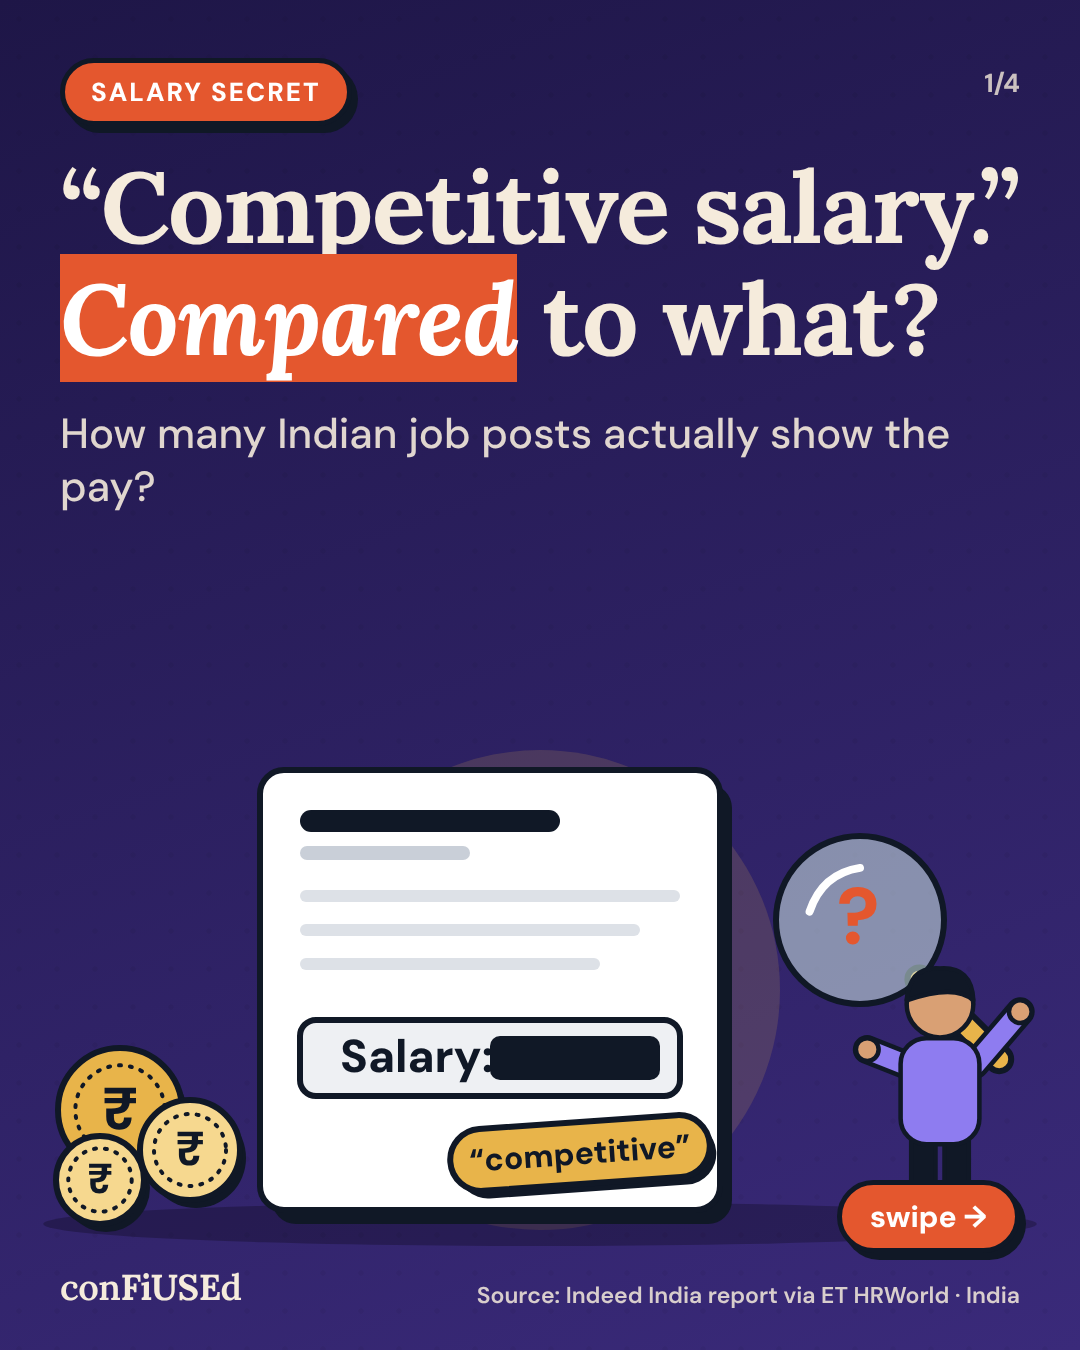 SALARY SECRET
1/4
“Competitive salary.”
Compared to what?
How many Indian job posts actually show the
pay?
?
Salary:
“competitive”
₹
₹
₹
swipe →
conFiUSEd
Source: Indeed India report via ET HRWorld · India